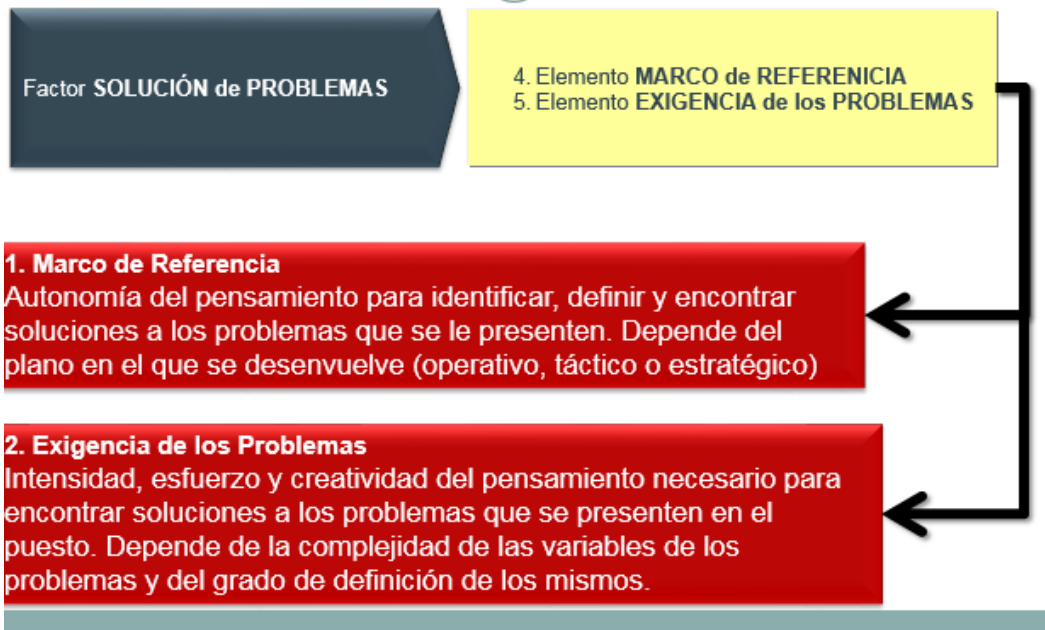 Factor SOLUCIÓN de PROBLEMAS
4. Elemento MARCO de REFERENICIA
5. Elemento EXIGENCIA de los PROBLEMAS
1. Marco de Referencia
Autonomía del pensamiento para identificar, definir y encontrar
soluciones a los problemas que se le presenten. Depende del
plano en el que se desenvuelve (operativo, táctico o estratégico)
2. Exigencia de los Problemas
Intensidad, esfuerzo y creatividad del pensamiento necesario para
encontrar soluciones a los problemas que se presenten en el
puesto. Depende de la complejidad de las variables de los
problemas y del grado de definición de los mismos.